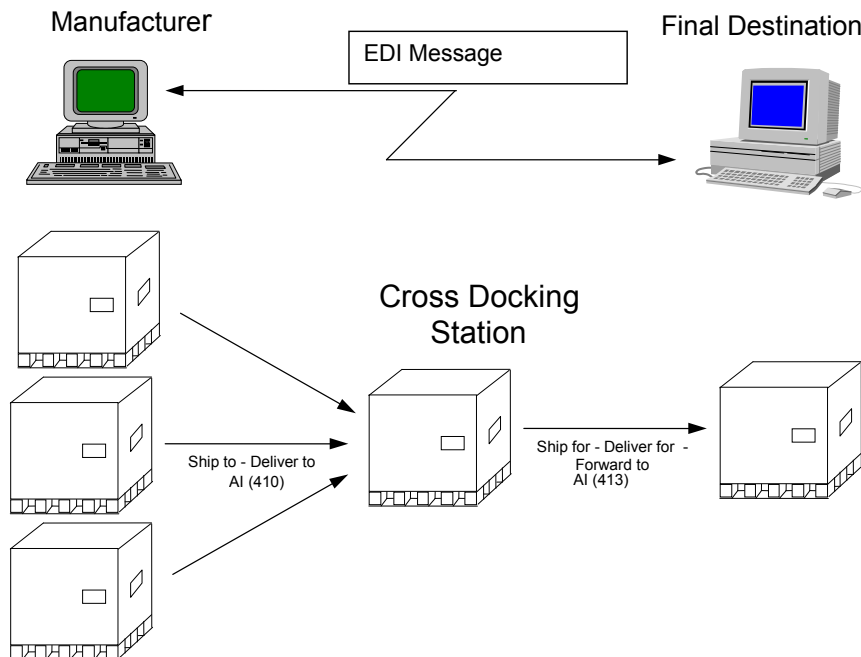 Manufacturer
EDI Message
Final Destination
Cross Docking
Station
Ship to - Deliver to
AI (410)
Ship for - Deliver for -
Forward to
AI (413)